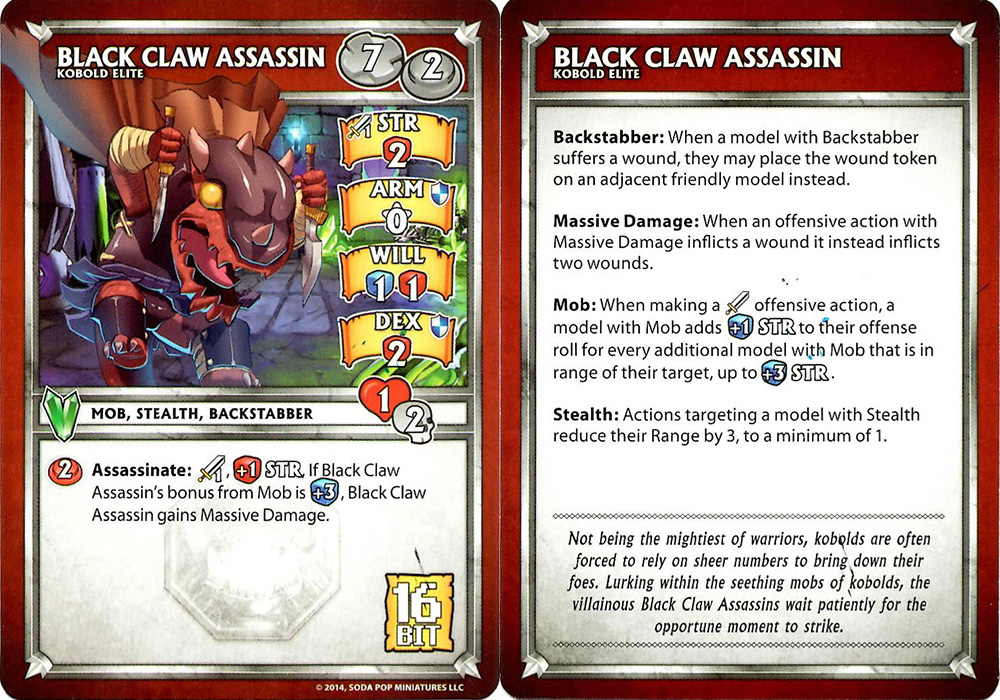 BLACK CLAW ASSASSIN
KOBOLD ELITE
7
2
STR
2
ARM
0
WILL
1 1
DEX
2
MOB, STEALTH, BACKSTABBER
1
2
2 Assassinate: , +1 STR. If Black Claw
Assassin's bonus from Mob is +3, Black Claw
Assassin gains Massive Damage.
16
BIT
© 2014, SODA POP MINIATURES LLC
BLACK CLAW ASSASSIN
KOBOLD ELITE
Backstabber: When a model with Backstabber
suffers a wound, they may place the wound token
on an adjacent friendly model instead.
Massive Damage: When an offensive action with
Massive Damage inflicts a wound it instead inflicts
two wounds.
Mob: When making a offensive action, a
model with Mob adds +1 STR to their offense
roll for every additional model with Mob that is in
range of their target, up to +3 STR.
Stealth: Actions targeting a model with Stealth
reduce their Range by 3, to a minimum of 1.
Not being the mightiest of warriors, kobolds are often
forced to rely on sheer numbers to bring down their
foes. Lurking within the seething mobs of kobolds, the
villainous Black Claw Assassins wait patiently for the
opportune moment to strike.